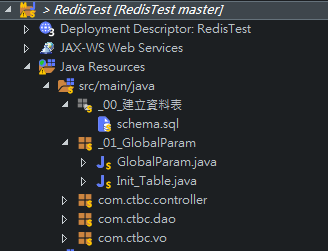 > RedisTest [RedisTest master]
Deployment Descriptor: RedisTest
JAX-WS Web Services
Java Resources
src/main/java
_00_建立資料表
schema.sql
_01_GlobalParam
GlobalParam.java
Init_Table.java
com.ctbc.controller
com.ctbc.dao
com.ctbc.vo